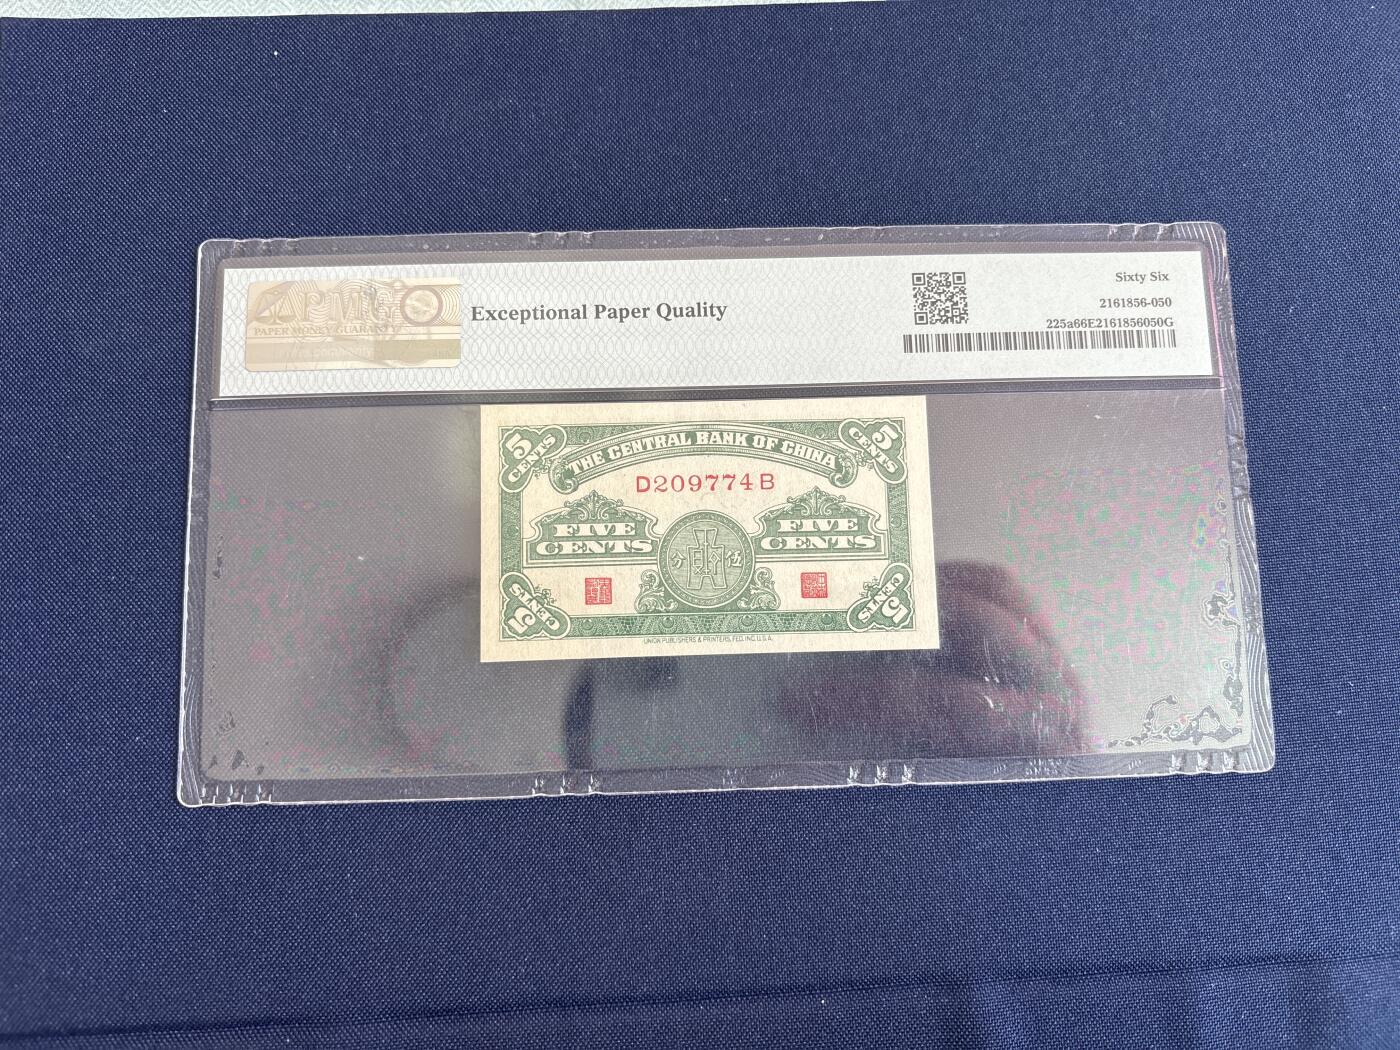 PMG
PAPER MONEY GUARANTY
Exceptional Paper Quality
Sixty Six
2161856-050
225a66E2161856050G
5 CENTS
THE CENTRAL BANK OF CHINA
5 CENTS
D209774B
FIVE CENTS
FIVE CENTS
分 伍
5 CENTS
5 CENTS
UNION PUBLISHERS & PRINTERS, FED. INC. U.S.A.